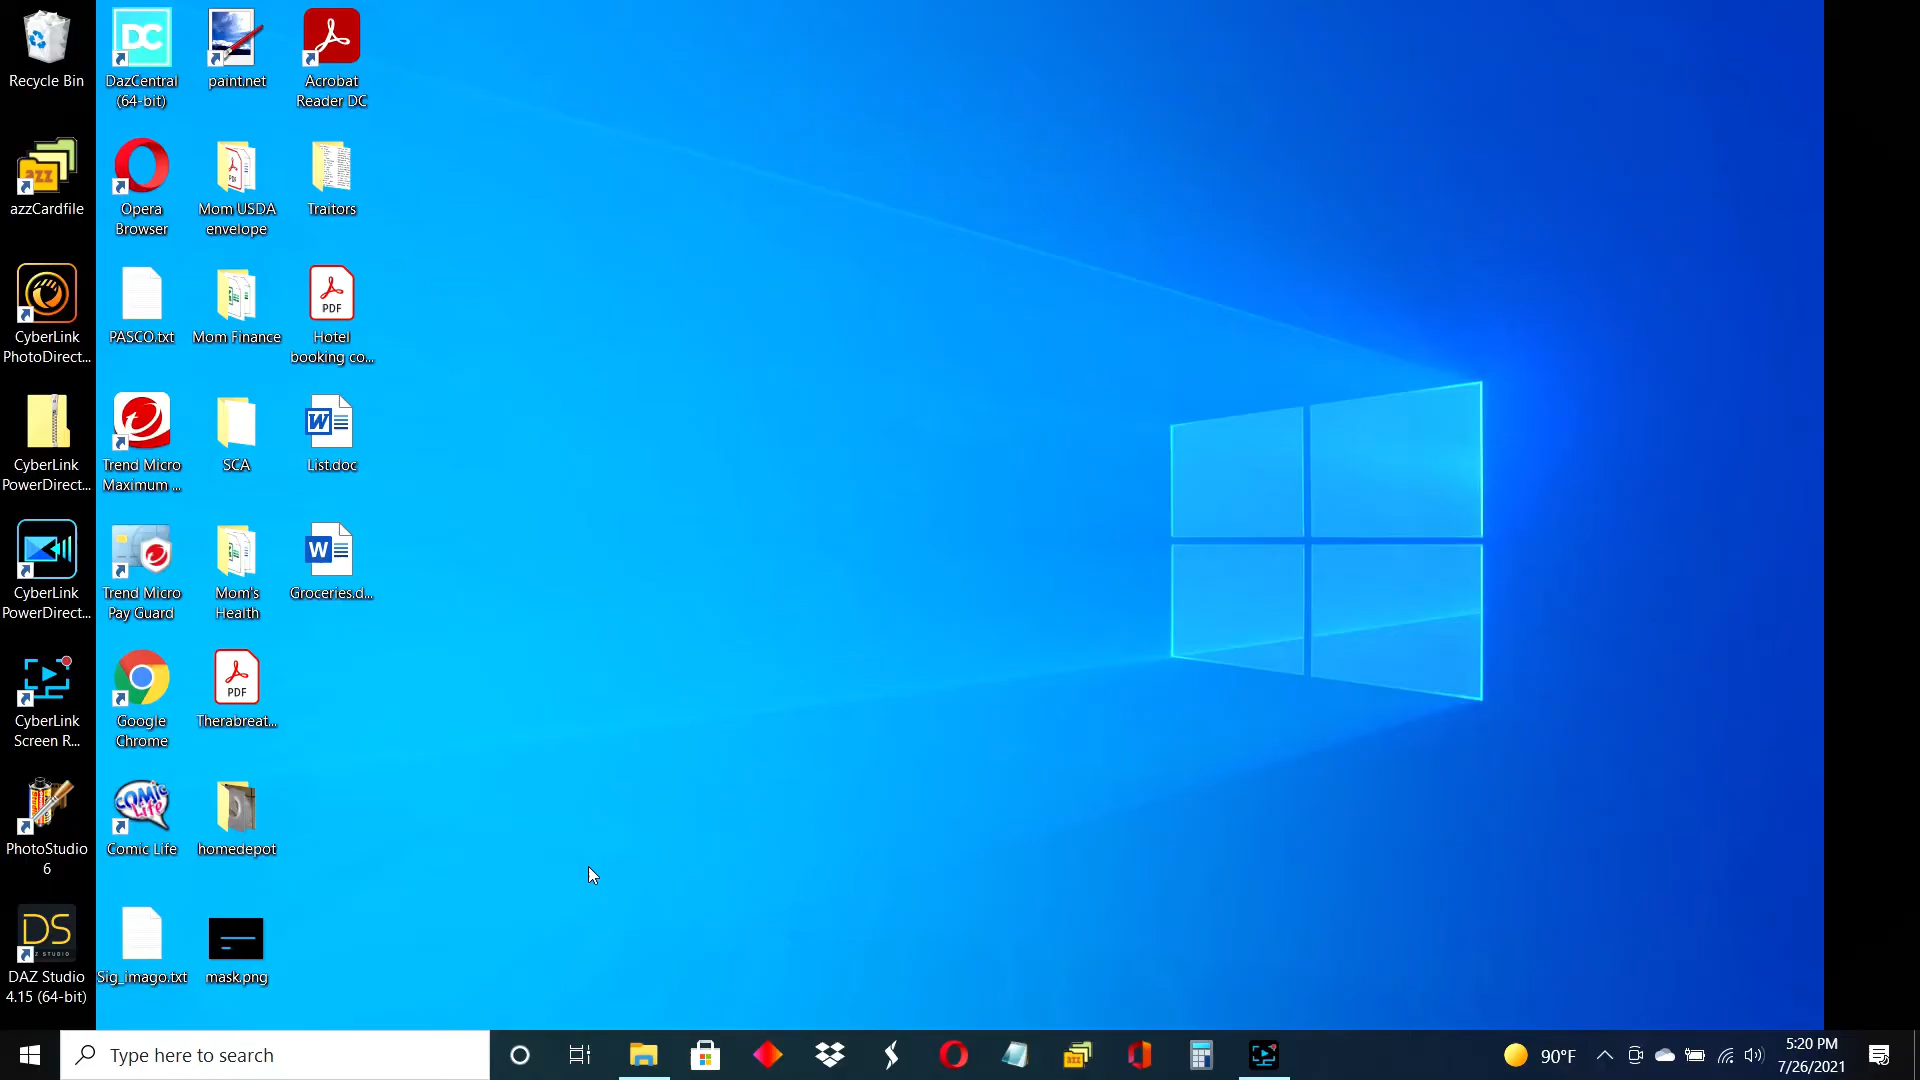 Recycle Bin
azzCardfile
CyberLink
PhotoDirect...
CyberLink
PowerDirect...
CyberLink
PowerDirect...
CyberLink
Screen R...
PhotoStudio
6
DS
DAZ Studio
4.15 (64-bit)
DC
DazCentral
(64-bit)
Opera
Browser
PASCO.txt
Trend Micro
Maximum ...
Trend Micro
Pay Guard
Google
Chrome
COMIC
Life
Comic Life
Sig_imago.txt
paint.net
PDF
Mom USDA
envelope
Mom Finance
SCA
Mom's
Health
PDF
Therabreat...
homedepot
mask.png
Acrobat
Reader DC
Traitors
PDF
Hotel
booking co...
W
List.doc
W
Groceries.d...
Type here to search
90°F
5:20 PM
7/26/2021